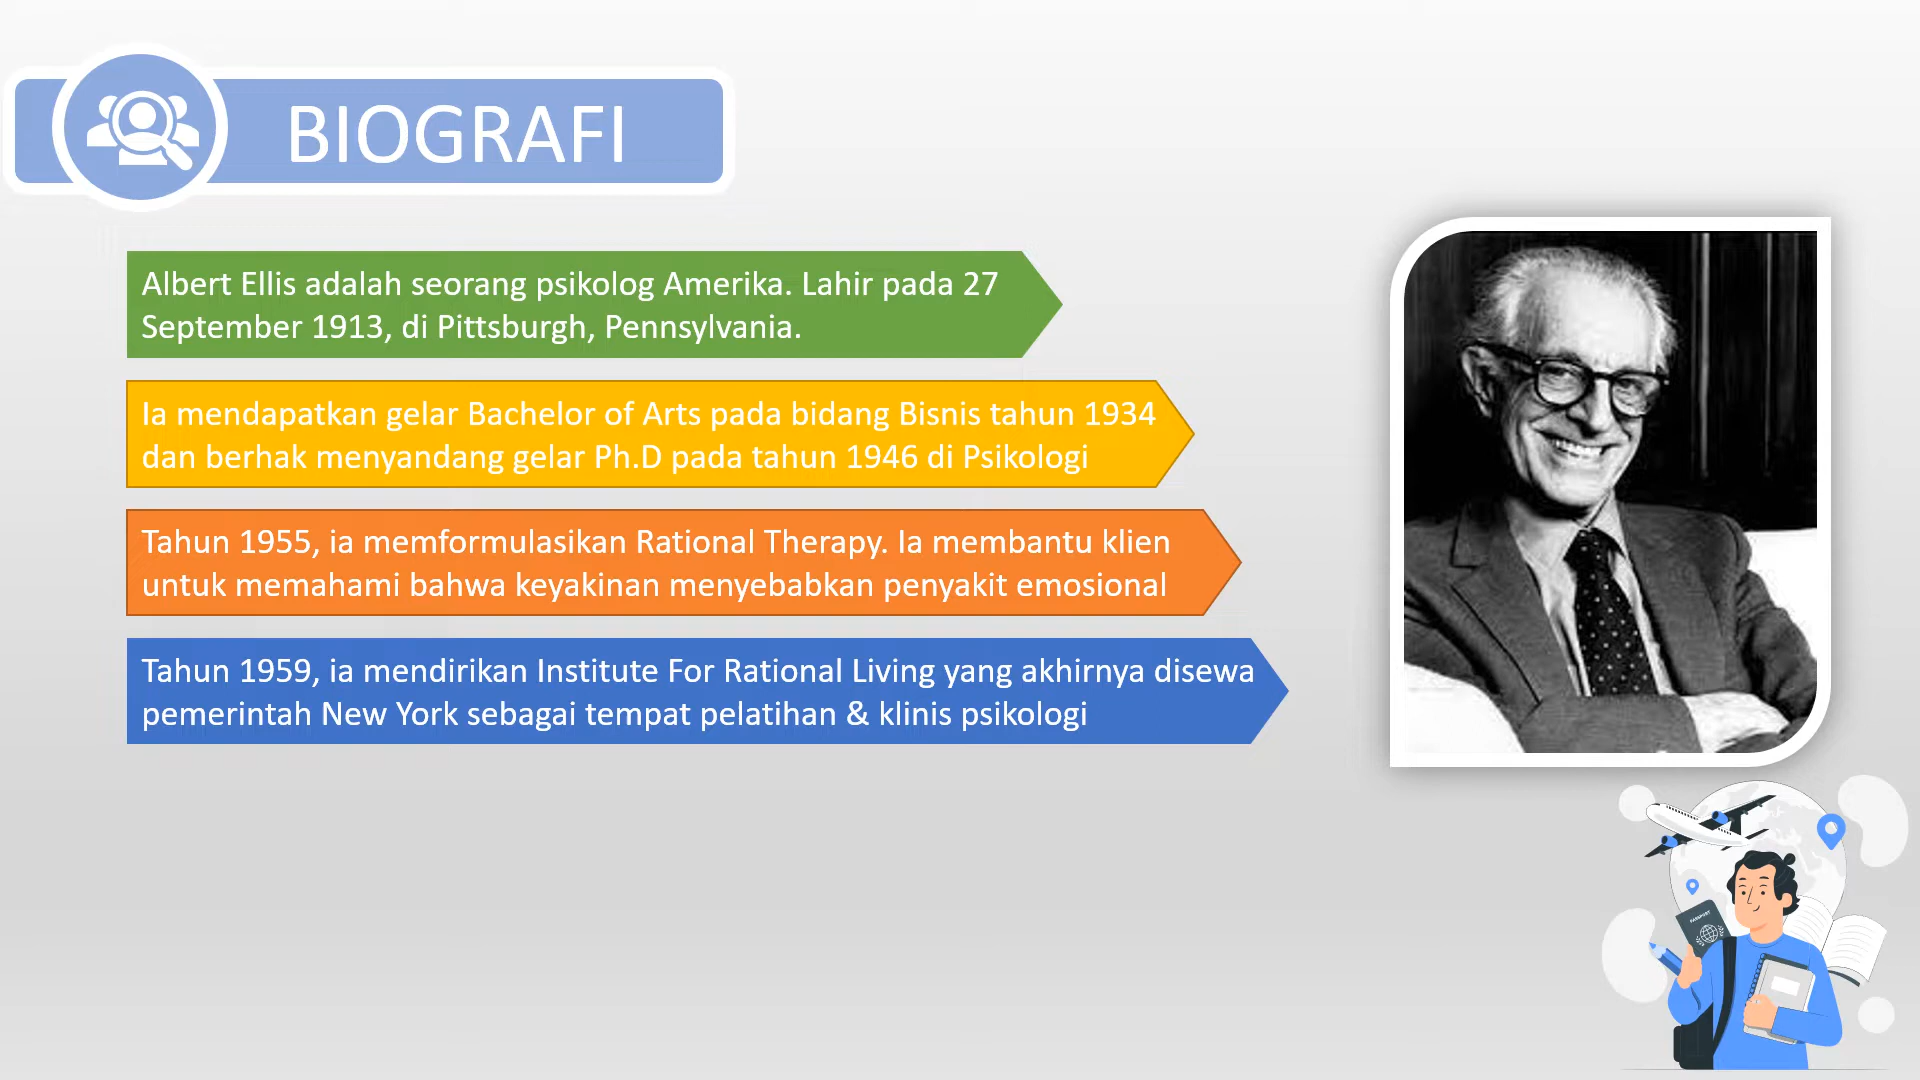 BIOGRAFI
Albert Ellis adalah seorang psikolog Amerika. Lahir pada 27
September 1913, di Pittsburgh, Pennsylvania.
Ia mendapatkan gelar Bachelor of Arts pada bidang Bisnis tahun 1934
dan berhak menyandang gelar Ph.D pada tahun 1946 di Psikologi
Tahun 1955, ia memformulasikan Rational Therapy. Ia membantu klien
untuk memahami bahwa keyakinan menyebabkan penyakit emosional
Tahun 1959, ia mendirikan Institute For Rational Living yang akhirnya disewa
pemerintah New York sebagai tempat pelatihan & klinis psikologi
PASSPORT